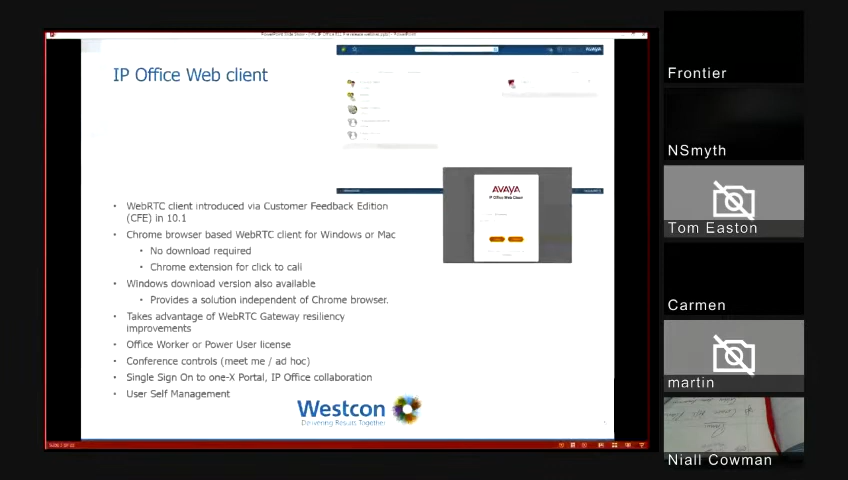 IP Office Web client
AVAYA
AVAYA
IP Office Web Client
• WebRTC client introduced via Customer Feedback Edition
(CFE) in 10.1
• Chrome browser based WebRTC client for Windows or Mac
• No download required
• Chrome extension for click to call
• Windows download version also available
• Provides a solution independent of Chrome browser.
• Takes advantage of WebRTC Gateway resiliency
improvements
• Office Worker or Power User license
• Conference controls (meet me / ad hoc)
• Single Sign On to one-X Portal, IP Office collaboration
• User Self Management
Westcon
Delivering Results Together
Frontier
NSmyth
Tom Easton
Carmen
martin
Niall Cowman